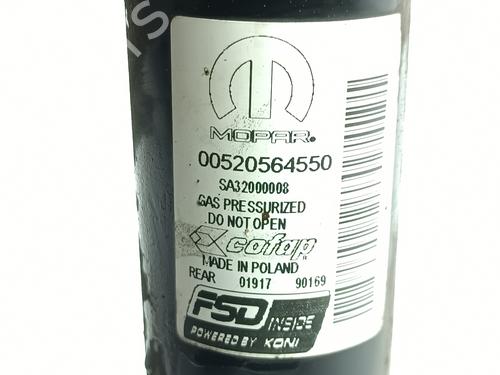 MOPAR®
00520564550
SA32000008
GAS PRESSURIZED
DO NOT OPEN
cofap
MADE IN POLAND
REAR 01917 90169
FSD INSIDE
POWERED BY KONI